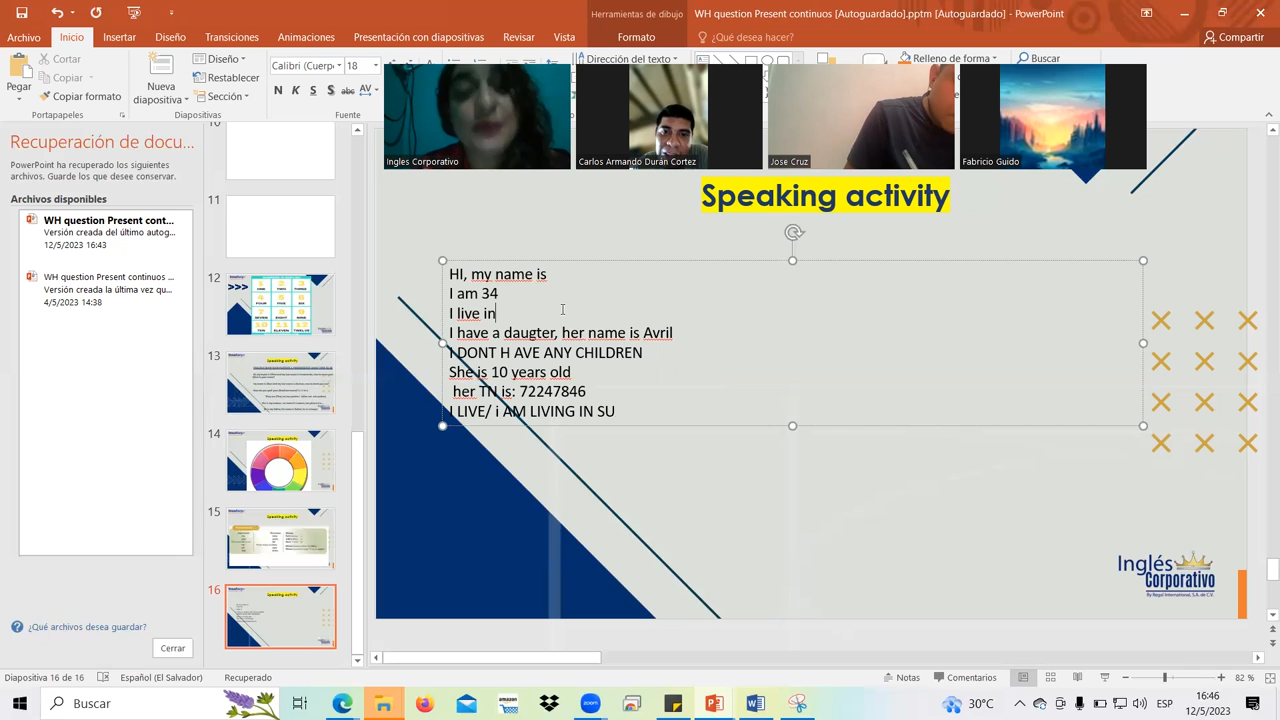 Herramientas de dibujo
WH question Present continuos [Autoguardado].pptm [Autoguardado] - PowerPoint
Archivo Inicio Insertar Diseño Transiciones Animaciones Presentación con diapositivas Revisar Vista Formato ¿Qué desea hacer? Compartir
Pegar
Cortar
Copiar
Copiar formato
Portapapeles
Nueva
diapositiva
Diseño
Restablecer
Sección
Diapositivas
Calibri (Cuerp 18
N K S S abc AV
Fuente
Dirección del texto
Relleno de forma
Buscar
Ingles Corporativo
Carlos Armando Durán Cortez
Jose Cruz
Fabricio Guido
Recuperación de docu...
PowerPoint ha recuperado los siguientes
archivos. Guarde los que desee conservar.
Archivos disponibles
WH question Present cont...
Versión creada del último autog...
12/5/2023 16:43
WH question Present continuos ...
Versión creada la última vez qu...
4/5/2023 14:38
¿Qué archivos desea guardar?
Cerrar
10
11
12
13
14
15
16
Speaking activity
HI, my name is
I am 34
I live in
I have a daugter, her name is Avril
I DONT H AVE ANY CHILDREN
She is 10 years old
her TN is: 72247846
I LIVE/ i AM LIVING IN SU
Inglés
Corporativo
By Regal International, S.A. de C.V.
Diapositiva 16 de 16 Español (El Salvador) Recuperado Notas Comentarios 82 %
Buscar
30°C
ESP
16:46
12/5/2023